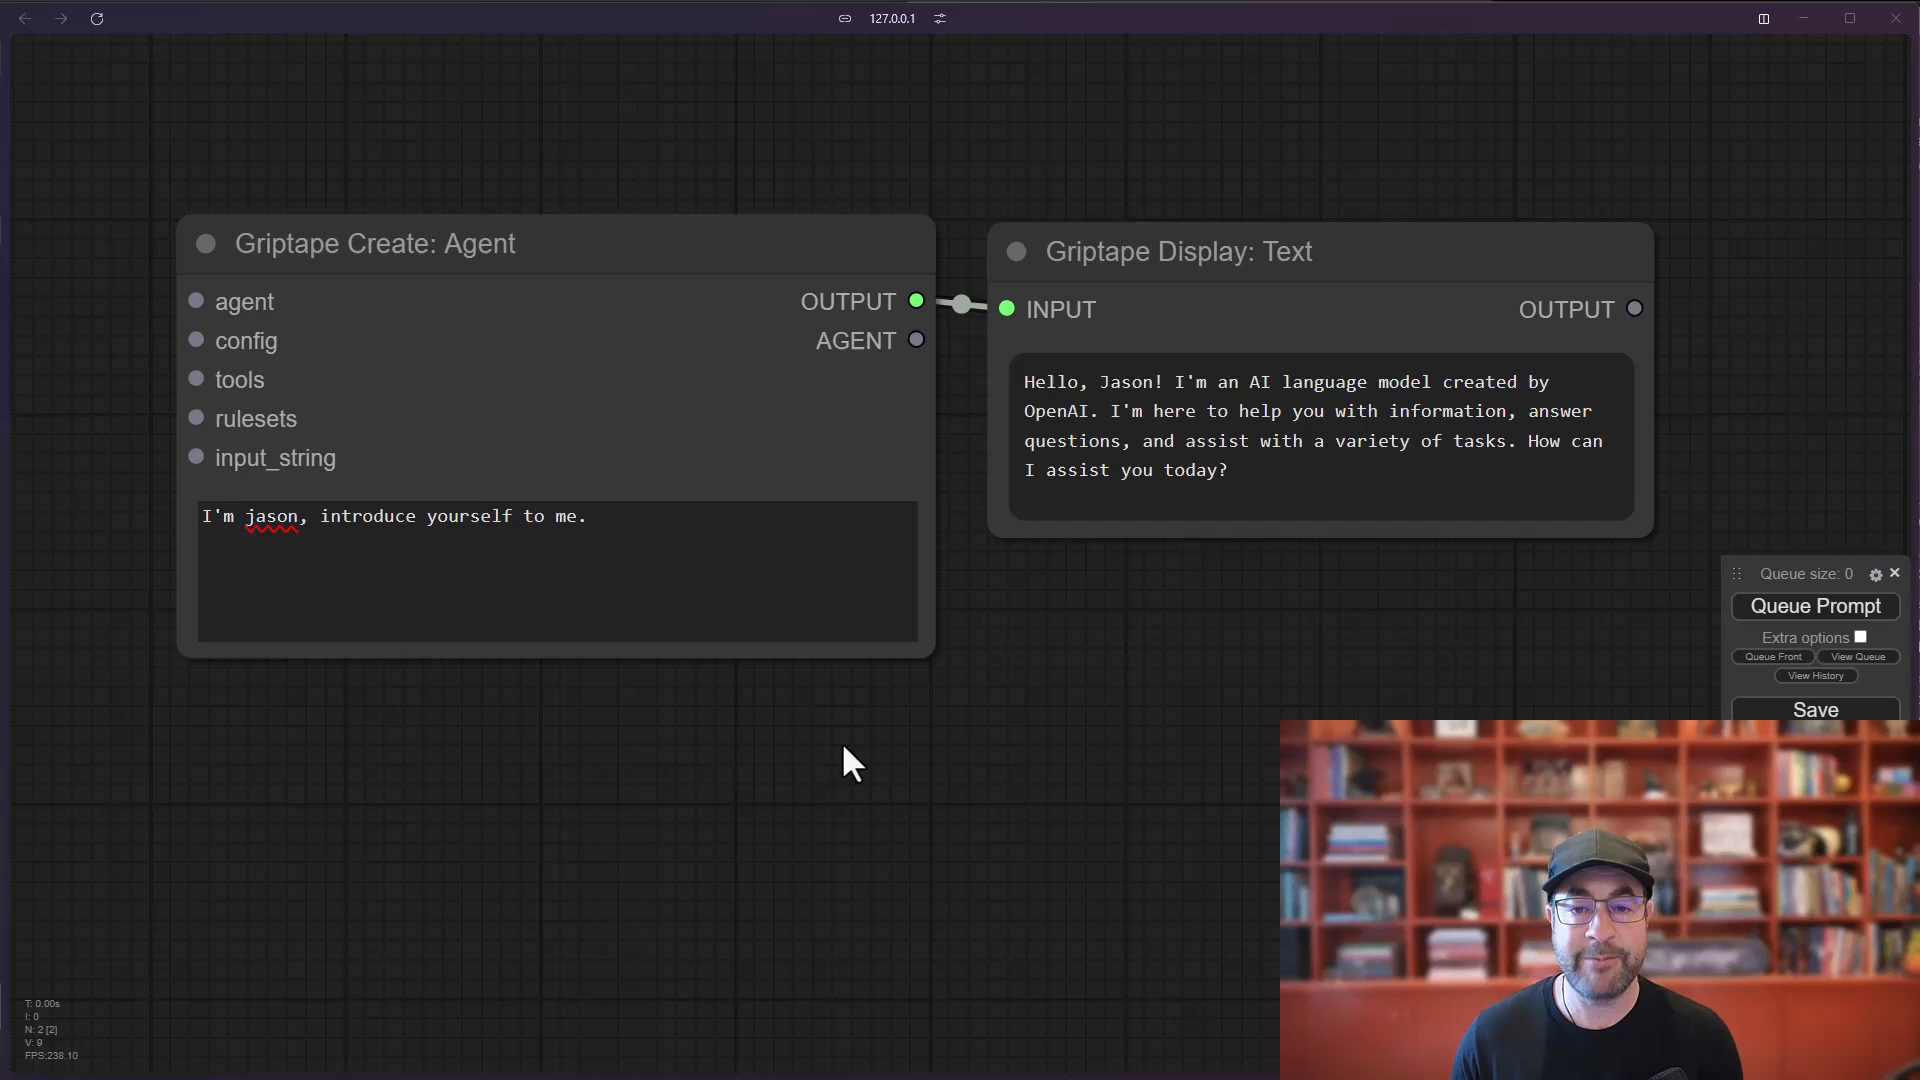 127.0.0.1
Griptape Create: Agent
agent
config
tools
rulesets
input_string
OUTPUT
AGENT
I'm jason, introduce yourself to me.
Griptape Display: Text
INPUT
OUTPUT
Hello, Jason! I'm an AI language model created by
OpenAI. I'm here to help you with information, answer
questions, and assist with a variety of tasks. How can
I assist you today?
Queue size: 0
Queue Prompt
Extra options
Queue Front View Queue
View History
Save
T: 0.00s
I: 0
N: 2 [2]
V: 9
FPS:238.10